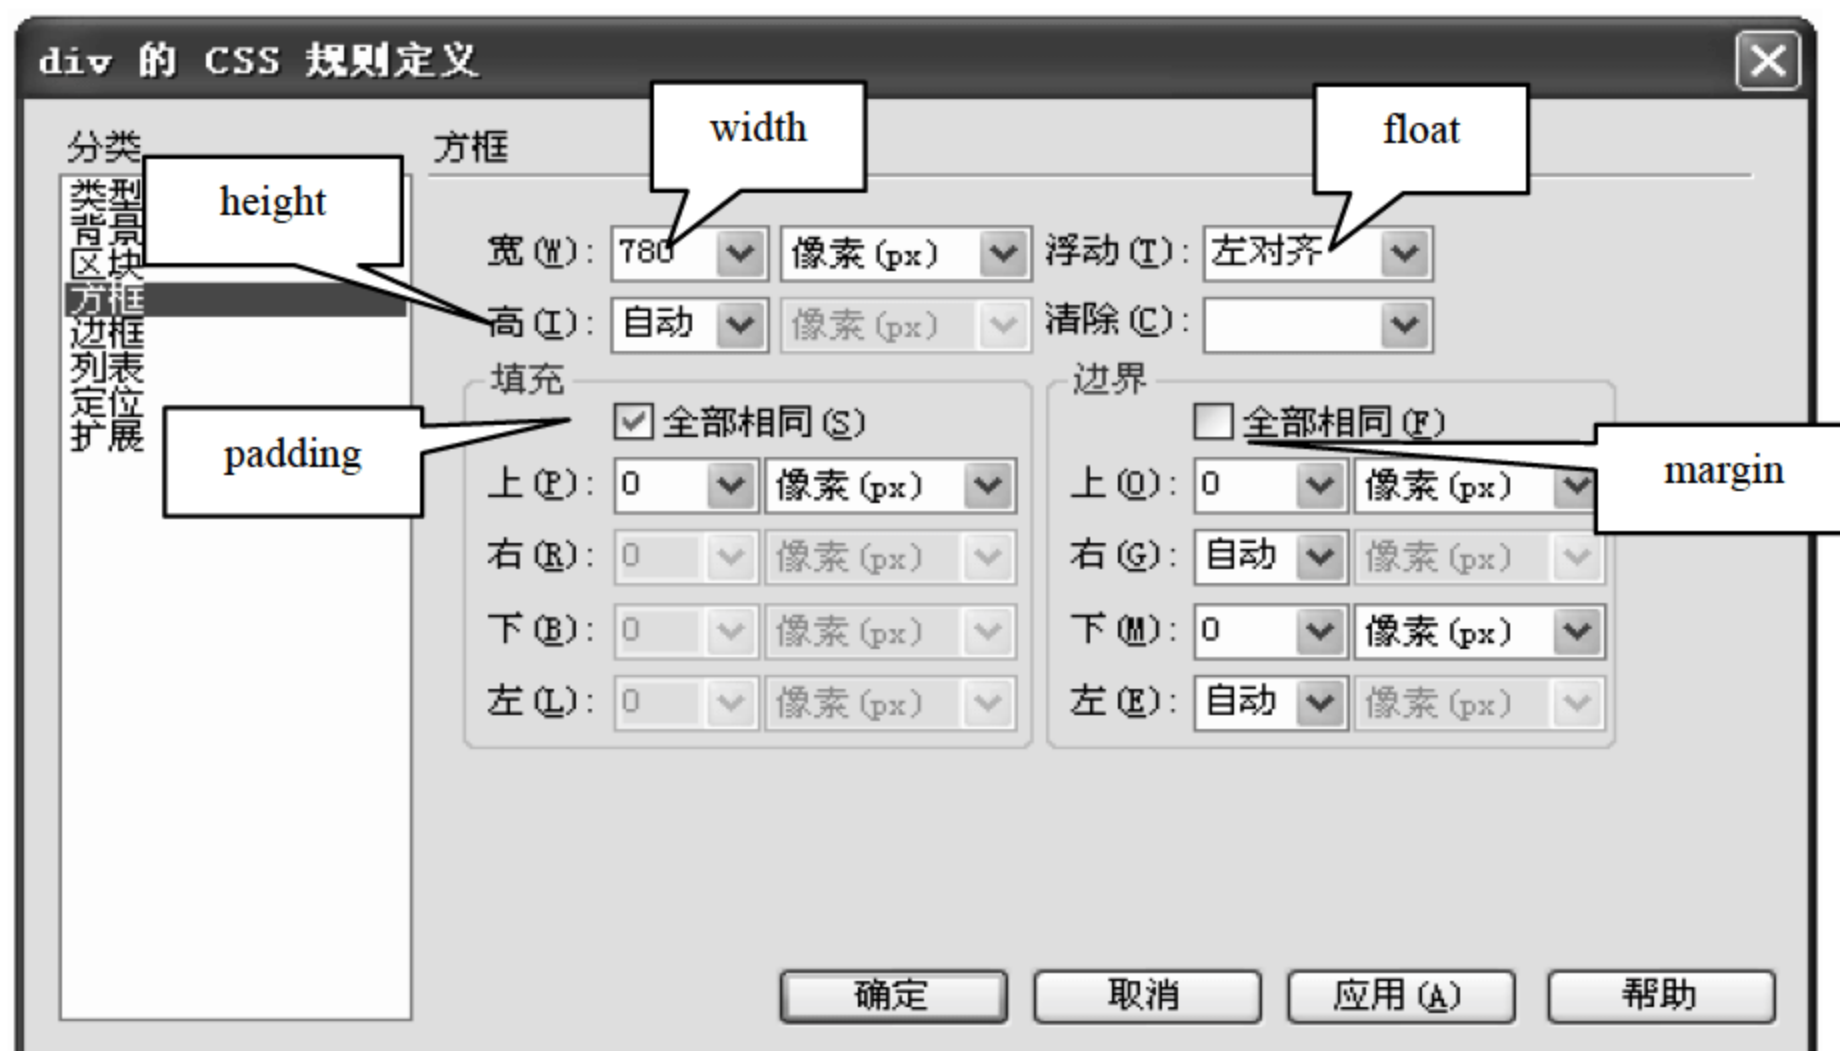 div 的 CSS 规则定义
分类
类型
背景
区块
方框
边框
列表
定位
扩展
height
padding
方框
width
float
宽(W): 780 像素(px) 浮动(T): 左对齐
高(I): 自动 像素(px) 清除(C):
填充
全部相同(S)
上(P): 0 像素(px)
右(R): 0 像素(px)
下(B): 0 像素(px)
左(L): 0 像素(px)
边界
全部相同(F)
margin
上(O): 0 像素(px)
右(G): 自动 像素(px)
下(M): 0 像素(px)
左(E): 自动 像素(px)
确定 取消 应用(A) 帮助